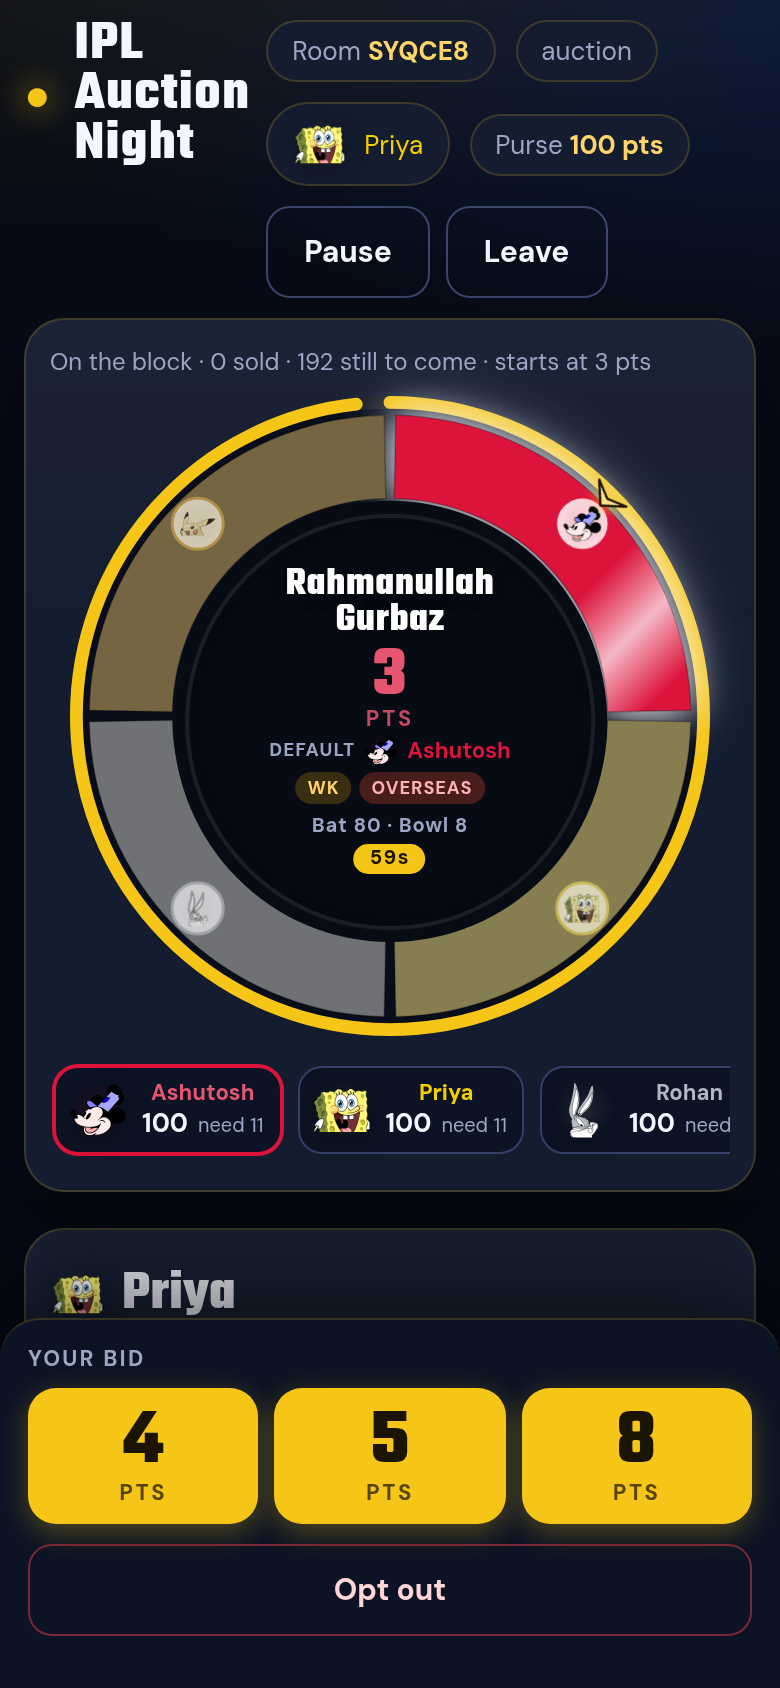 IPL
Auction
Night
Room SYQCE8
auction
Priya
Purse 100 pts
Pause
Leave
On the block · 0 sold · 192 still to come · starts at 3 pts
Rahmanullah
Gurbaz
3
PTS
DEFAULT Ashutosh
WK OVERSEAS
Bat 80 · Bowl 8
59s
Ashutosh
100 need 11
Priya
100 need 11
Rohan
100 need
Priya
YOUR BID
4
PTS
5
PTS
8
PTS
Opt out